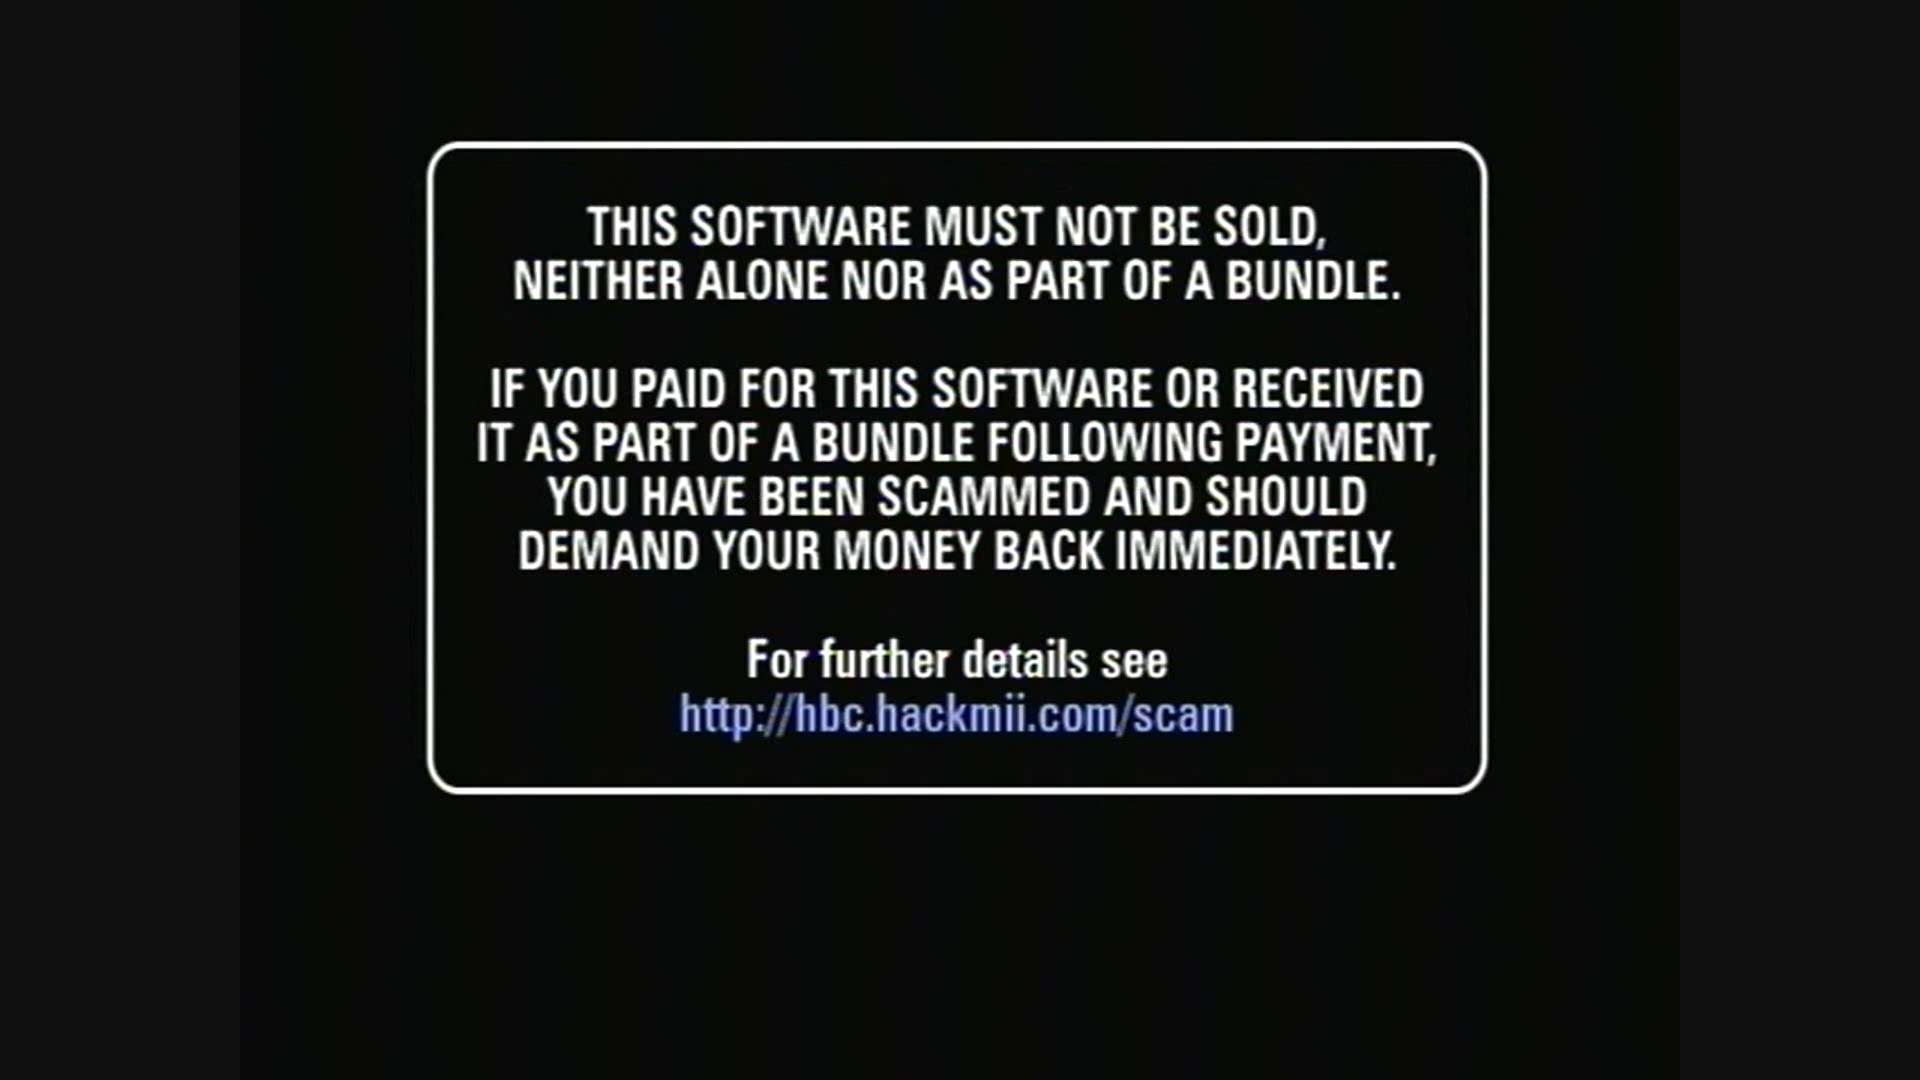 THIS SOFTWARE MUST NOT BE SOLD,
NEITHER ALONE NOR AS PART OF A BUNDLE.
IF YOU PAID FOR THIS SOFTWARE OR RECEIVED
IT AS PART OF A BUNDLE FOLLOWING PAYMENT,
YOU HAVE BEEN SCAMMED AND SHOULD
DEMAND YOUR MONEY BACK IMMEDIATELY.
For further details see
http://hbc.hackmii.com/scam